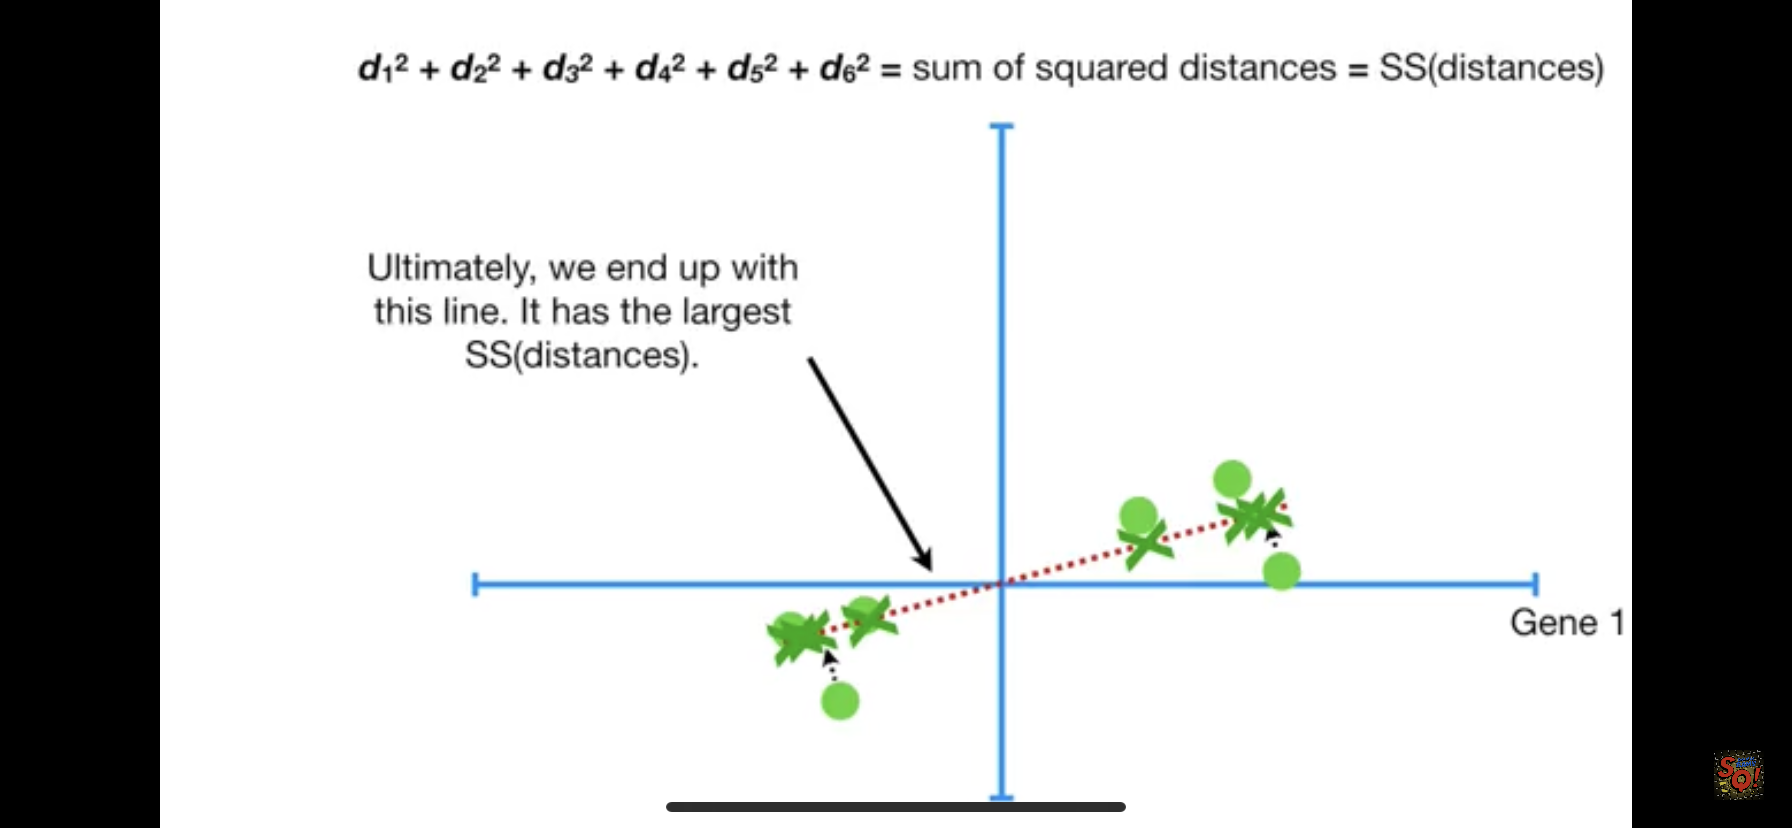 d₁² + d₂² + d₃² + d₄² + d₅² + d₆² = sum of squared distances = SS(distances)
Ultimately, we end up with
this line. It has the largest
SS(distances).
Gene 1
SQ!